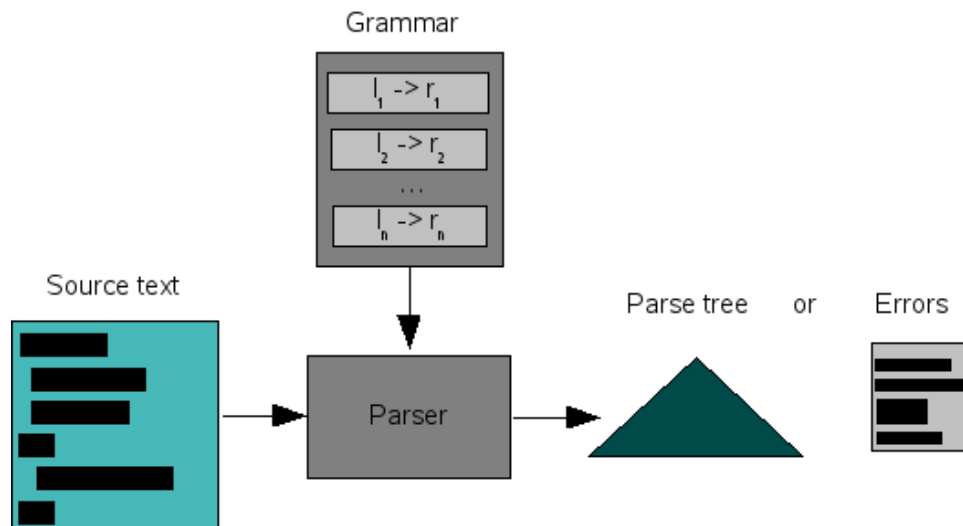 Grammar
l₁ -> r₁
l₂ -> r₂
...
lₙ -> rₙ
Source text
Parse tree or Errors
Parser